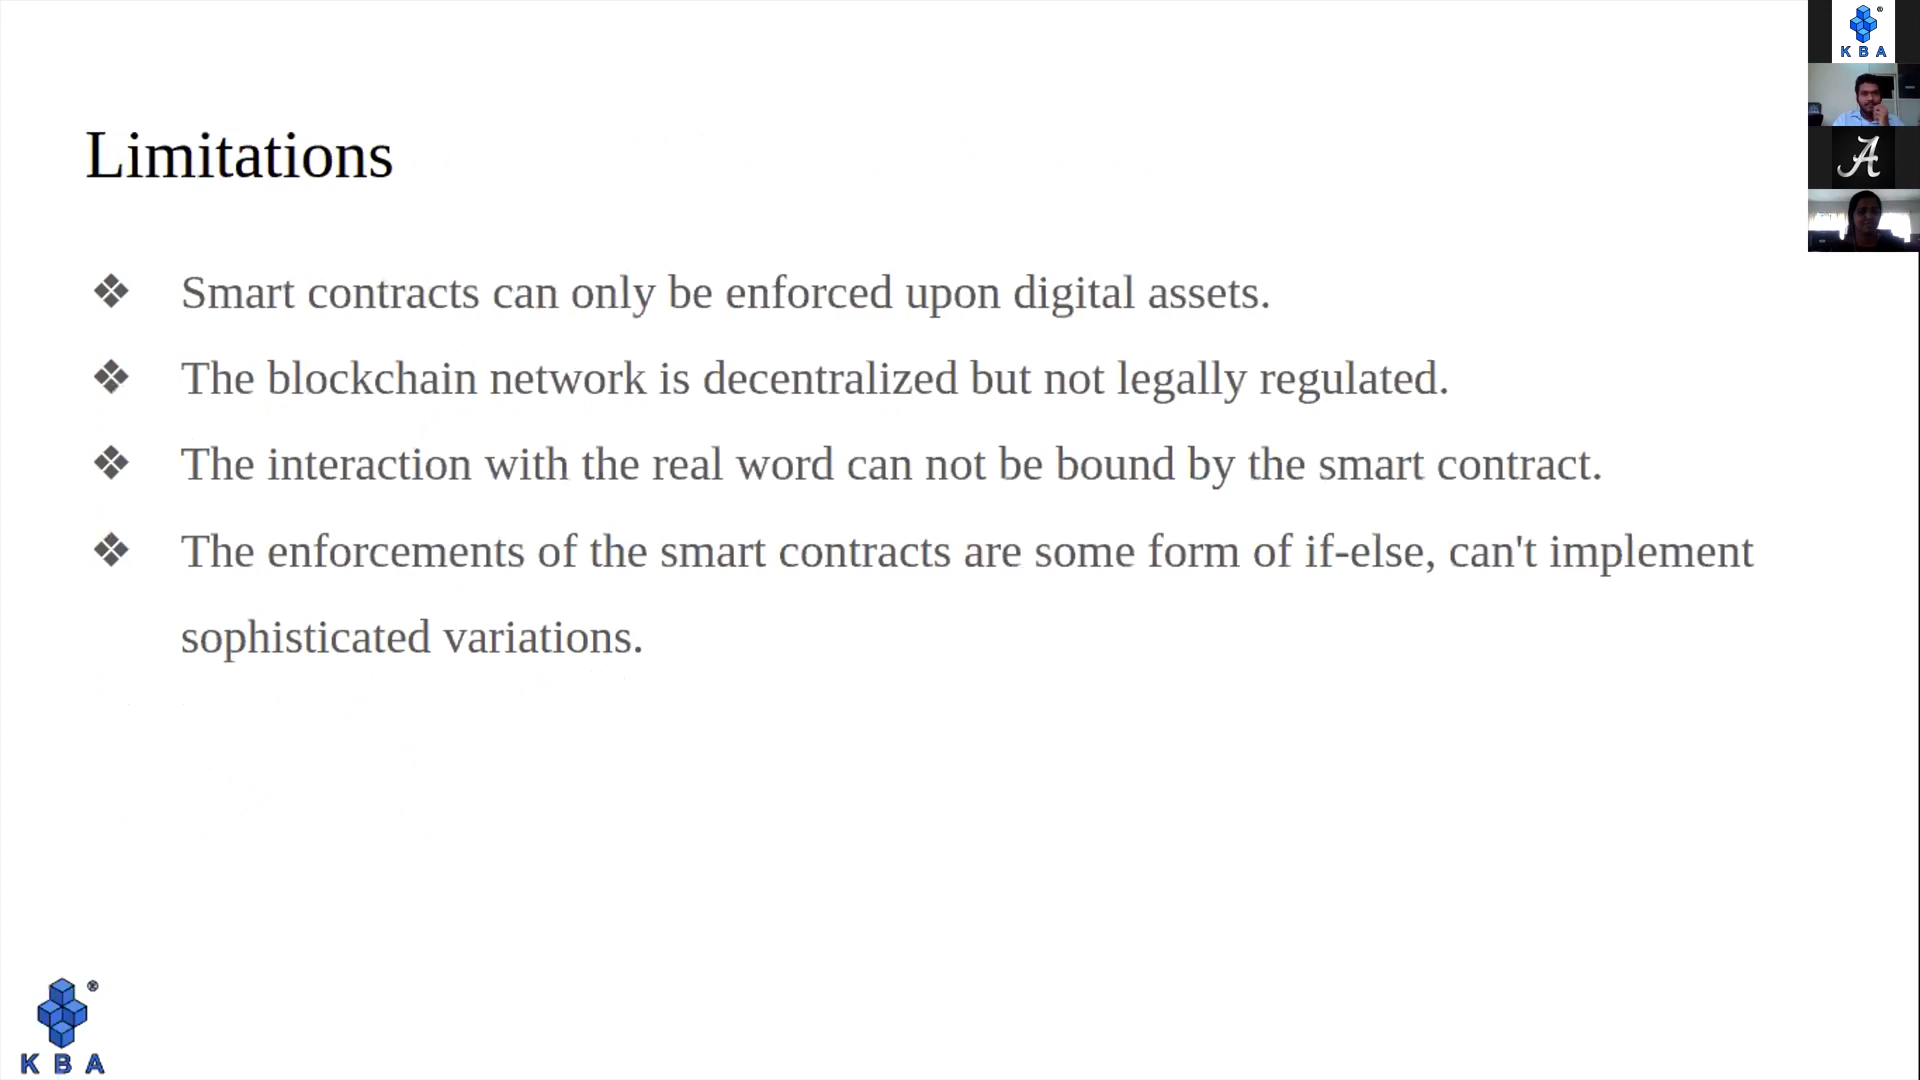 Limitations
❖ Smart contracts can only be enforced upon digital assets.
❖ The blockchain network is decentralized but not legally regulated.
❖ The interaction with the real word can not be bound by the smart contract.
❖ The enforcements of the smart contracts are some form of if-else, can't implement
sophisticated variations.
®
K B A
®
K B A
A